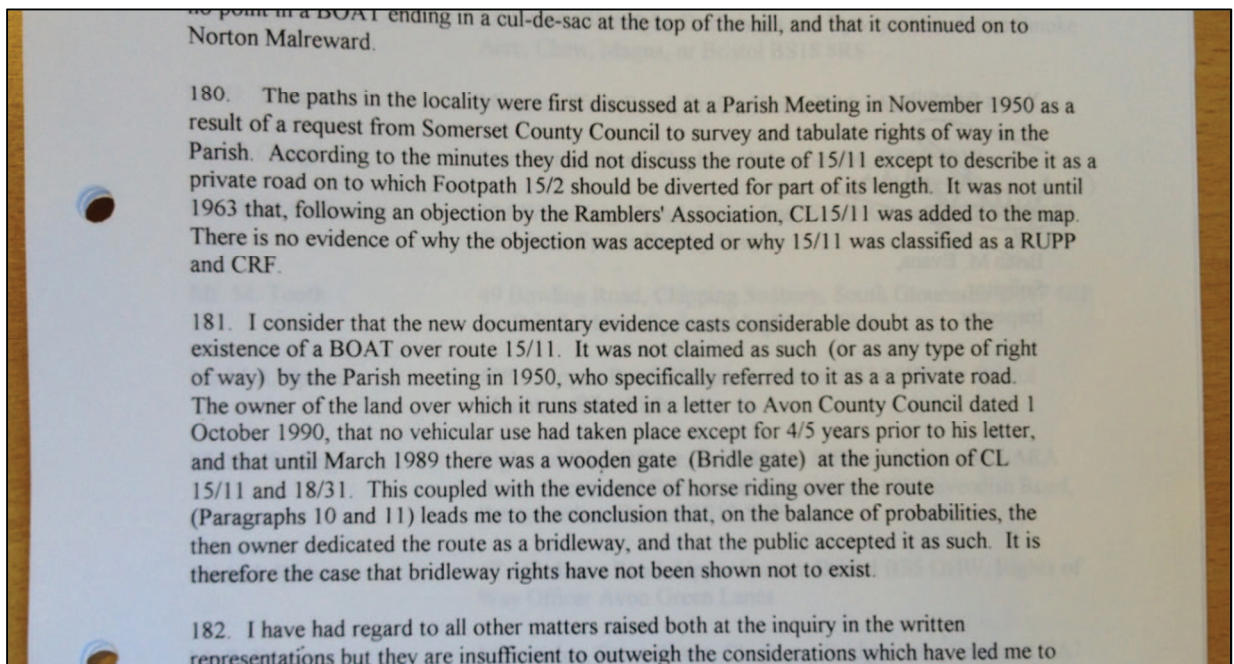 no point in a BOAT ending in a cul-de-sac at the top of the hill, and that it continued on to
Norton Malreward.
180. The paths in the locality were first discussed at a Parish Meeting in November 1950 as a
result of a request from Somerset County Council to survey and tabulate rights of way in the
Parish. According to the minutes they did not discuss the route of 15/11 except to describe it as a
private road on to which Footpath 15/2 should be diverted for part of its length. It was not until
1963 that, following an objection by the Ramblers' Association, CL15/11 was added to the map.
There is no evidence of why the objection was accepted or why 15/11 was classified as a RUPP
and CRF.
181. I consider that the new documentary evidence casts considerable doubt as to the
existence of a BOAT over route 15/11. It was not claimed as such (or as any type of right
of way) by the Parish meeting in 1950, who specifically referred to it as a a private road.
The owner of the land over which it runs stated in a letter to Avon County Council dated 1
October 1990, that no vehicular use had taken place except for 4/5 years prior to his letter,
and that until March 1989 there was a wooden gate (Bridle gate) at the junction of CL
15/11 and 18/31. This coupled with the evidence of horse riding over the route
(Paragraphs 10 and 11) leads me to the conclusion that, on the balance of probabilities, the
then owner dedicated the route as a bridleway, and that the public accepted it as such. It is
therefore the case that bridleway rights have not been shown not to exist.
182. I have had regard to all other matters raised both at the inquiry in the written
representations but they are insufficient to outweigh the considerations which have led me to